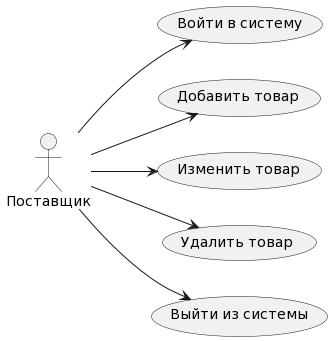 Войти в систему
Добавить товар
Изменить товар
Поставщик
Удалить товар
Выйти из системы